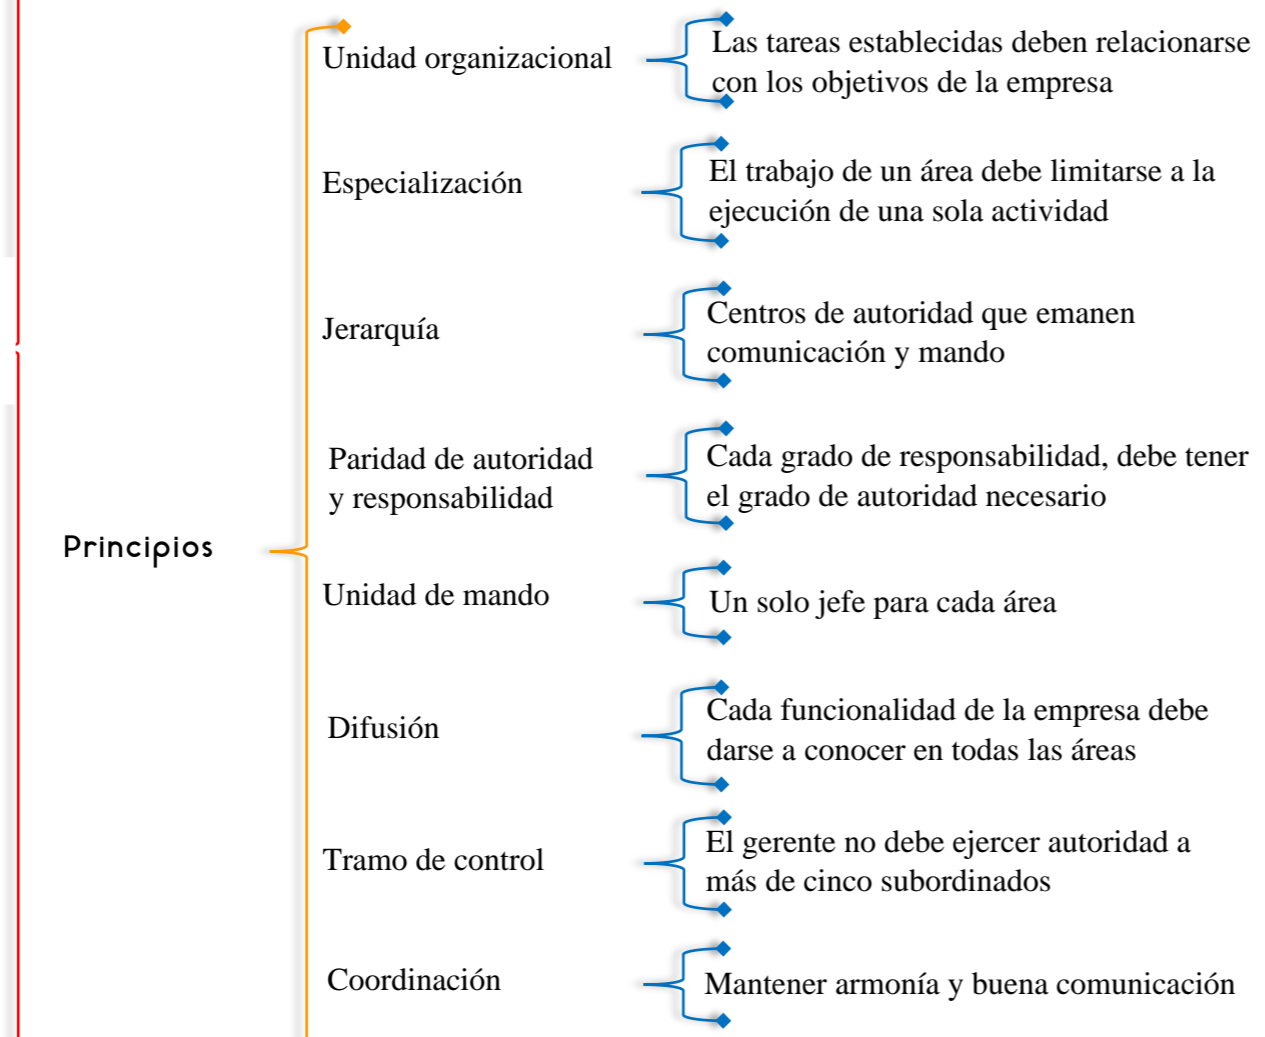 Unidad organizacional
Las tareas establecidas deben relacionarse
con los objetivos de la empresa
Especialización
El trabajo de un área debe limitarse a la
ejecución de una sola actividad
Jerarquía
Centros de autoridad que emanen
comunicación y mando
Paridad de autoridad
y responsabilidad
Cada grado de responsabilidad, debe tener
el grado de autoridad necesario
Principios
Unidad de mando
Un solo jefe para cada área
Difusión
Cada funcionalidad de la empresa debe
darse a conocer en todas las áreas
Tramo de control
El gerente no debe ejercer autoridad a
más de cinco subordinados
Coordinación
Mantener armonía y buena comunicación